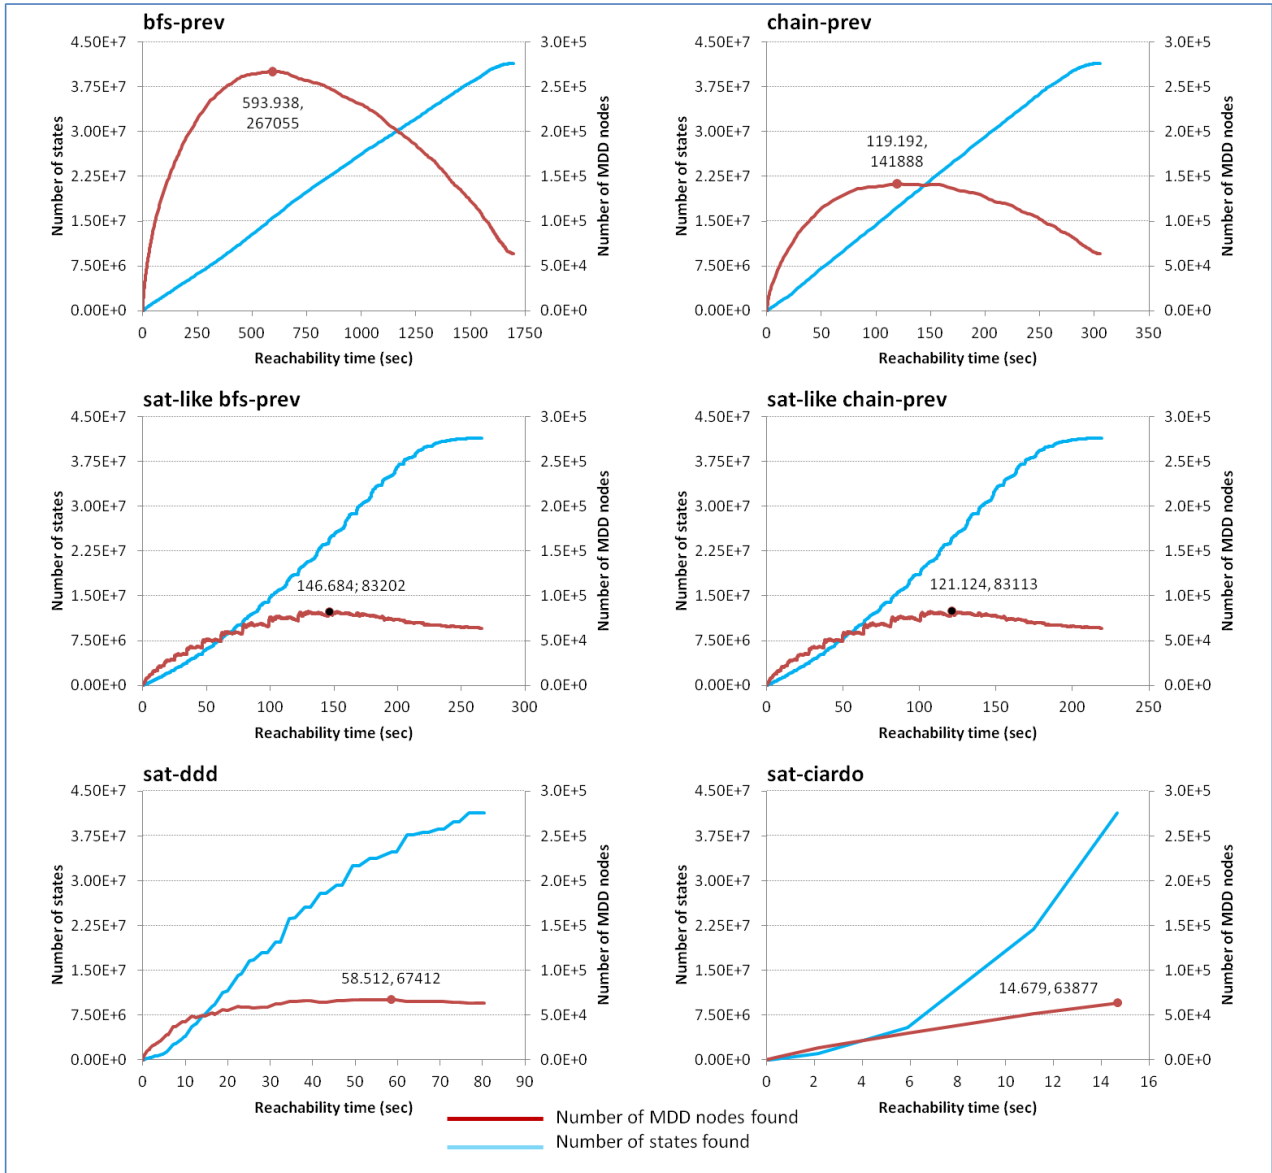 bfs-prev
4.50E+7
3.75E+7
3.00E+7
2.25E+7
1.50E+7
7.50E+6
0.00E+0
Number of states
3.0E+5
2.5E+5
2.0E+5
1.5E+5
1.0E+5
5.0E+4
0.0E+0
Number of MDD nodes
593.938,
267055
0 250 500 750 1000 1250 1500 1750
Reachability time (sec)
chain-prev
4.50E+7
3.75E+7
3.00E+7
2.25E+7
1.50E+7
7.50E+6
0.00E+0
Number of states
3.0E+5
2.5E+5
2.0E+5
1.5E+5
1.0E+5
5.0E+4
0.0E+0
Number of MDD nodes
119.192,
141888
0 50 100 150 200 250 300 350
Reachability time (sec)
sat-like bfs-prev
4.50E+7
3.75E+7
3.00E+7
2.25E+7
1.50E+7
7.50E+6
0.00E+0
Number of states
3.0E+5
2.5E+5
2.0E+5
1.5E+5
1.0E+5
5.0E+4
0.0E+0
Number of MDD nodes
146.684; 83202
0 50 100 150 200 250 300
Reachability time (sec)
sat-like chain-prev
4.50E+7
3.75E+7
3.00E+7
2.25E+7
1.50E+7
7.50E+6
0.00E+0
Number of states
3.0E+5
2.5E+5
2.0E+5
1.5E+5
1.0E+5
5.0E+4
0.0E+0
Number of MDD nodes
121.124, 83113
0 50 100 150 200 250
Reachability time (sec)
sat-ddd
4.50E+7
3.75E+7
3.00E+7
2.25E+7
1.50E+7
7.50E+6
0.00E+0
Number of states
3.0E+5
2.5E+5
2.0E+5
1.5E+5
1.0E+5
5.0E+4
0.0E+0
Number of MDD nodes
58.512, 67412
0 10 20 30 40 50 60 70 80 90
Reachability time (sec)
sat-ciardo
4.50E+7
3.75E+7
3.00E+7
2.25E+7
1.50E+7
7.50E+6
0.00E+0
Number of states
3.0E+5
2.5E+5
2.0E+5
1.5E+5
1.0E+5
5.0E+4
0.0E+0
Number of MDD nodes
14.679, 63877
0 2 4 6 8 10 12 14 16
Reachability time (sec)
Number of MDD nodes found
Number of states found